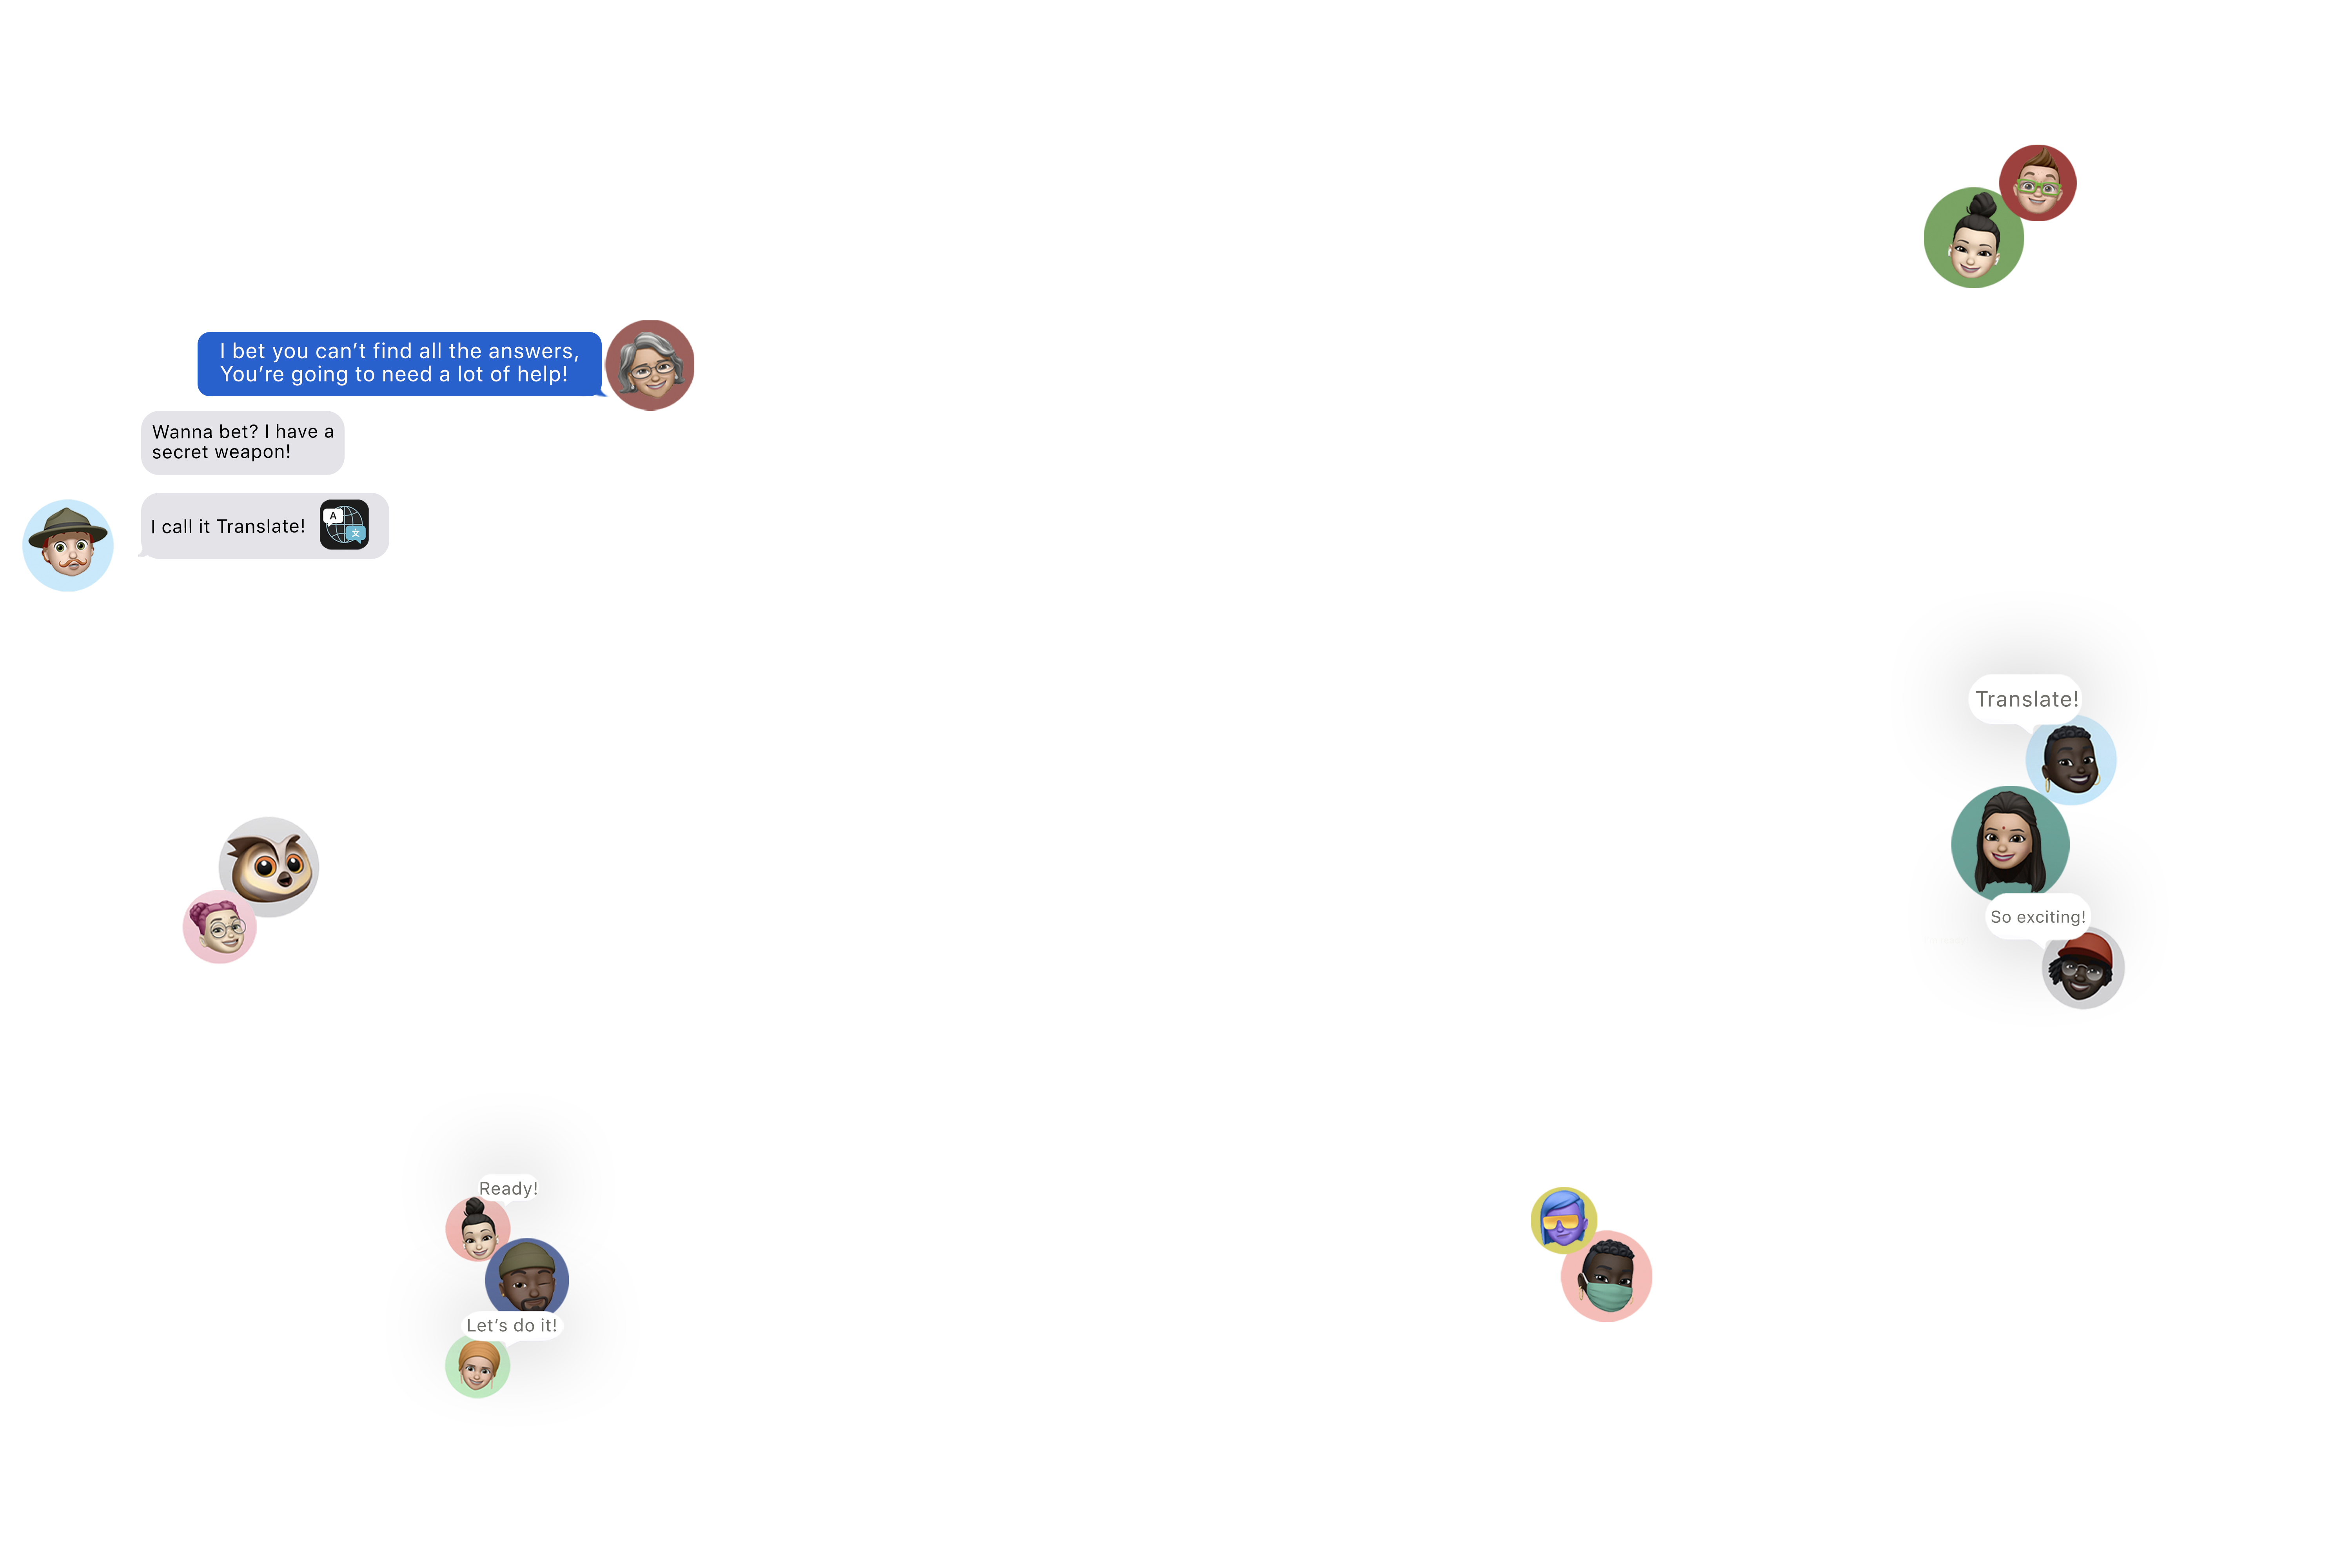 I bet you can’t find all the answers,
You’re going to need a lot of help!
Wanna bet? I have a
secret weapon!
I call it Translate!
A
文
Translate!
So exciting!
Ready!
Let’s do it!